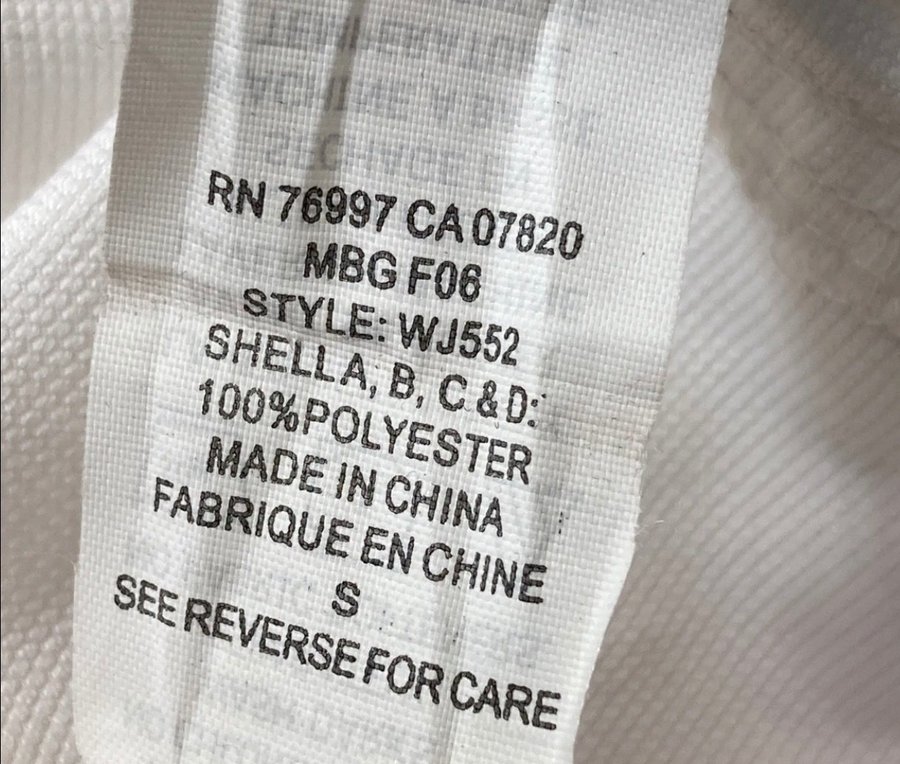 RN 76997 CA 07820
MBG F06
STYLE: WJ552
SHELL A, B, C & D:
100%POLYESTER
MADE IN CHINA
FABRIQUE EN CHINE
S
SEE REVERSE FOR CARE